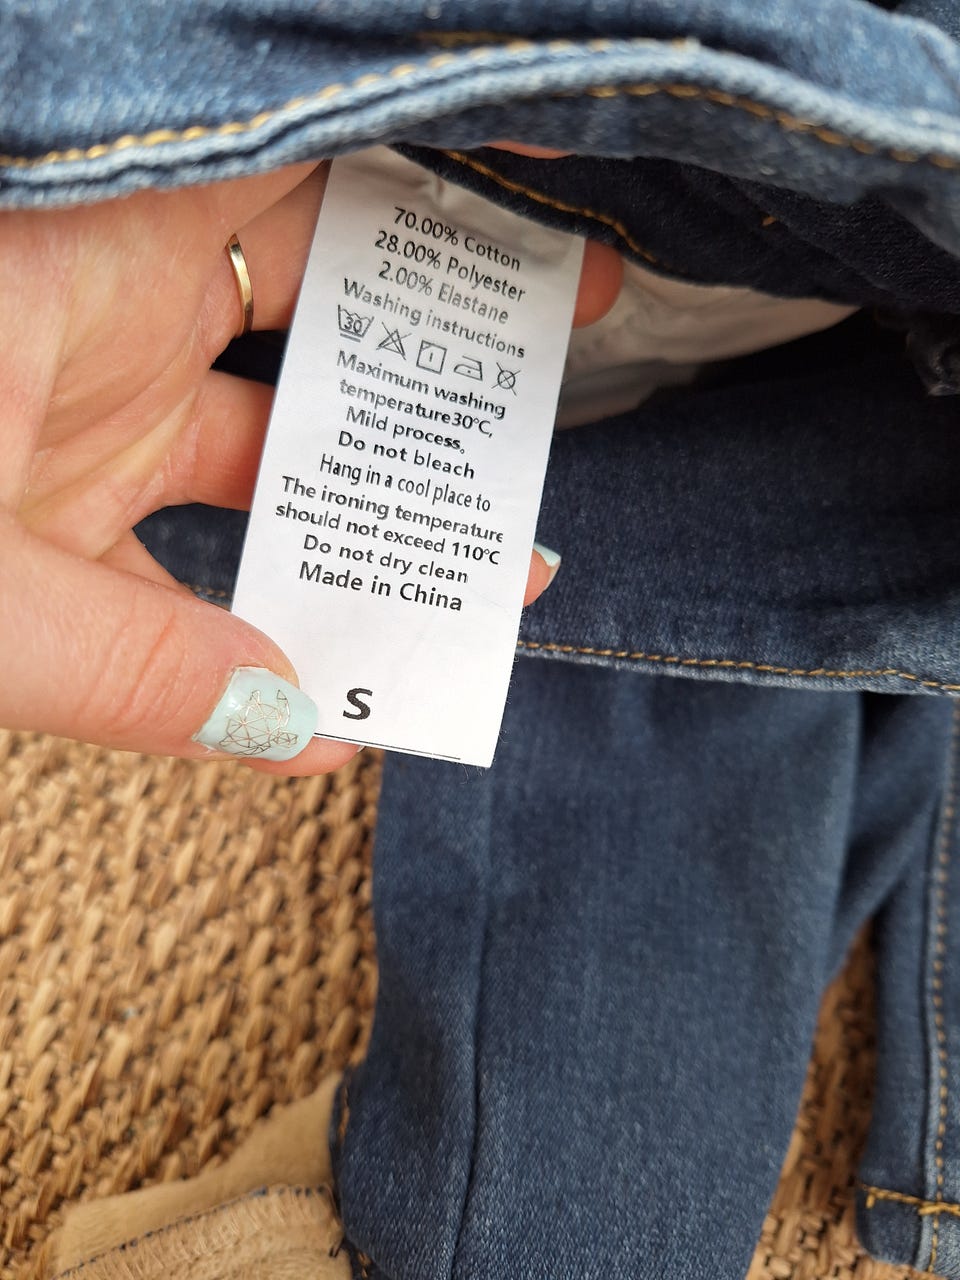 70.00% Cotton
28.00% Polyester
2.00% Elastane
Washing instructions
30
Maximum washing
temperature30°C,
Mild process。
Do not bleach
Hang in a cool place to
The ironing temperature
should not exceed 110°C
Do not dry clean
Made in China
S